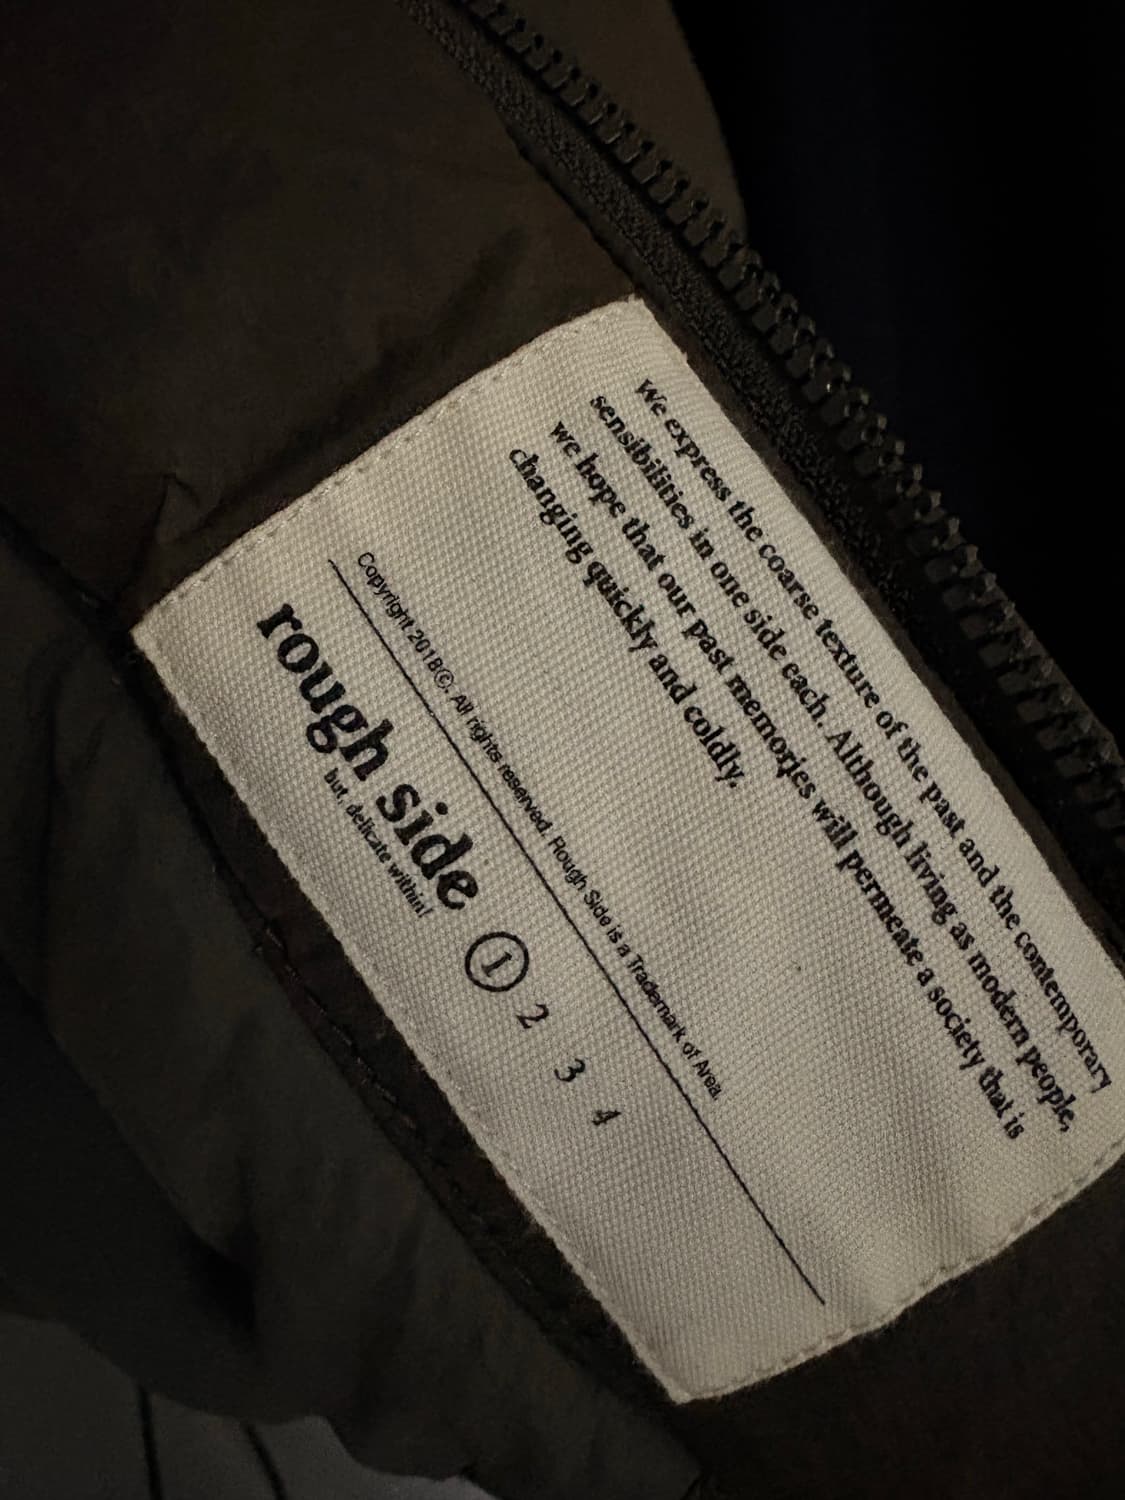 We express the coarse texture of the past and the contemporary
sensibilities in one side each. Although living as modern people,
we hope that our past memories will permeate a society that is
changing quickly and coldly.
Copyright 2018©. All rights reserved. Rough Side is a Trademark of Area.
rough side ① 2 3 4
but, delicate within!